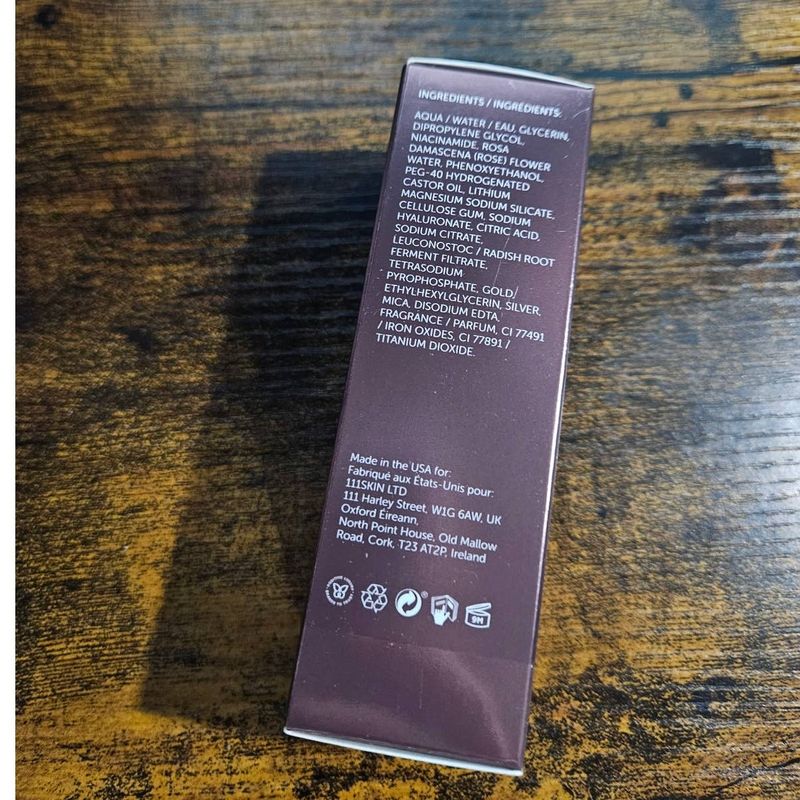 INGREDIENTS / INGRÉDIENTS:
AQUA / WATER / EAU, GLYCERIN,
DIPROPYLENE GLYCOL,
NIACINAMIDE, ROSA
DAMASCENA (ROSE) FLOWER
WATER, PHENOXYETHANOL,
PEG-40 HYDROGENATED
CASTOR OIL, LITHIUM
MAGNESIUM SODIUM SILICATE,
CELLULOSE GUM, SODIUM
HYALURONATE, CITRIC ACID,
SODIUM CITRATE,
LEUCONOSTOC / RADISH ROOT
FERMENT FILTRATE,
TETRASODIUM
PYROPHOSPHATE, GOLD,
ETHYLHEXYLGLYCERIN, SILVER,
MICA, DISODIUM EDTA,
FRAGRANCE / PARFUM, CI 77491
/ IRON OXIDES, CI 77891 /
TITANIUM DIOXIDE.
Made in the USA for:
Fabriqué aux États-Unis pour:
111SKIN LTD
111 Harley Street, W1G 6AW, UK
Oxford Éireann,
North Point House, Old Mallow
Road, Cork, T23 AT2P, Ireland
9M